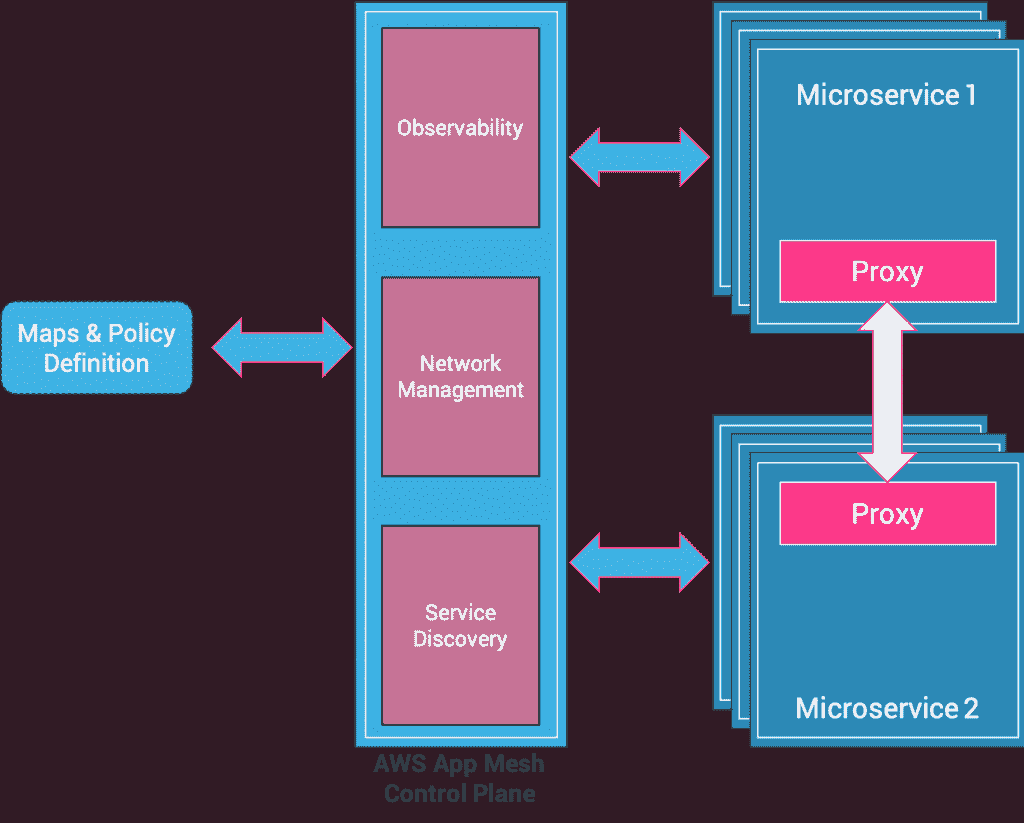 Maps & Policy
Definition
Observability
Network
Management
Service
Discovery
AWS App Mesh
Control Plane
Microservice 1
Proxy
Proxy
Microservice 2